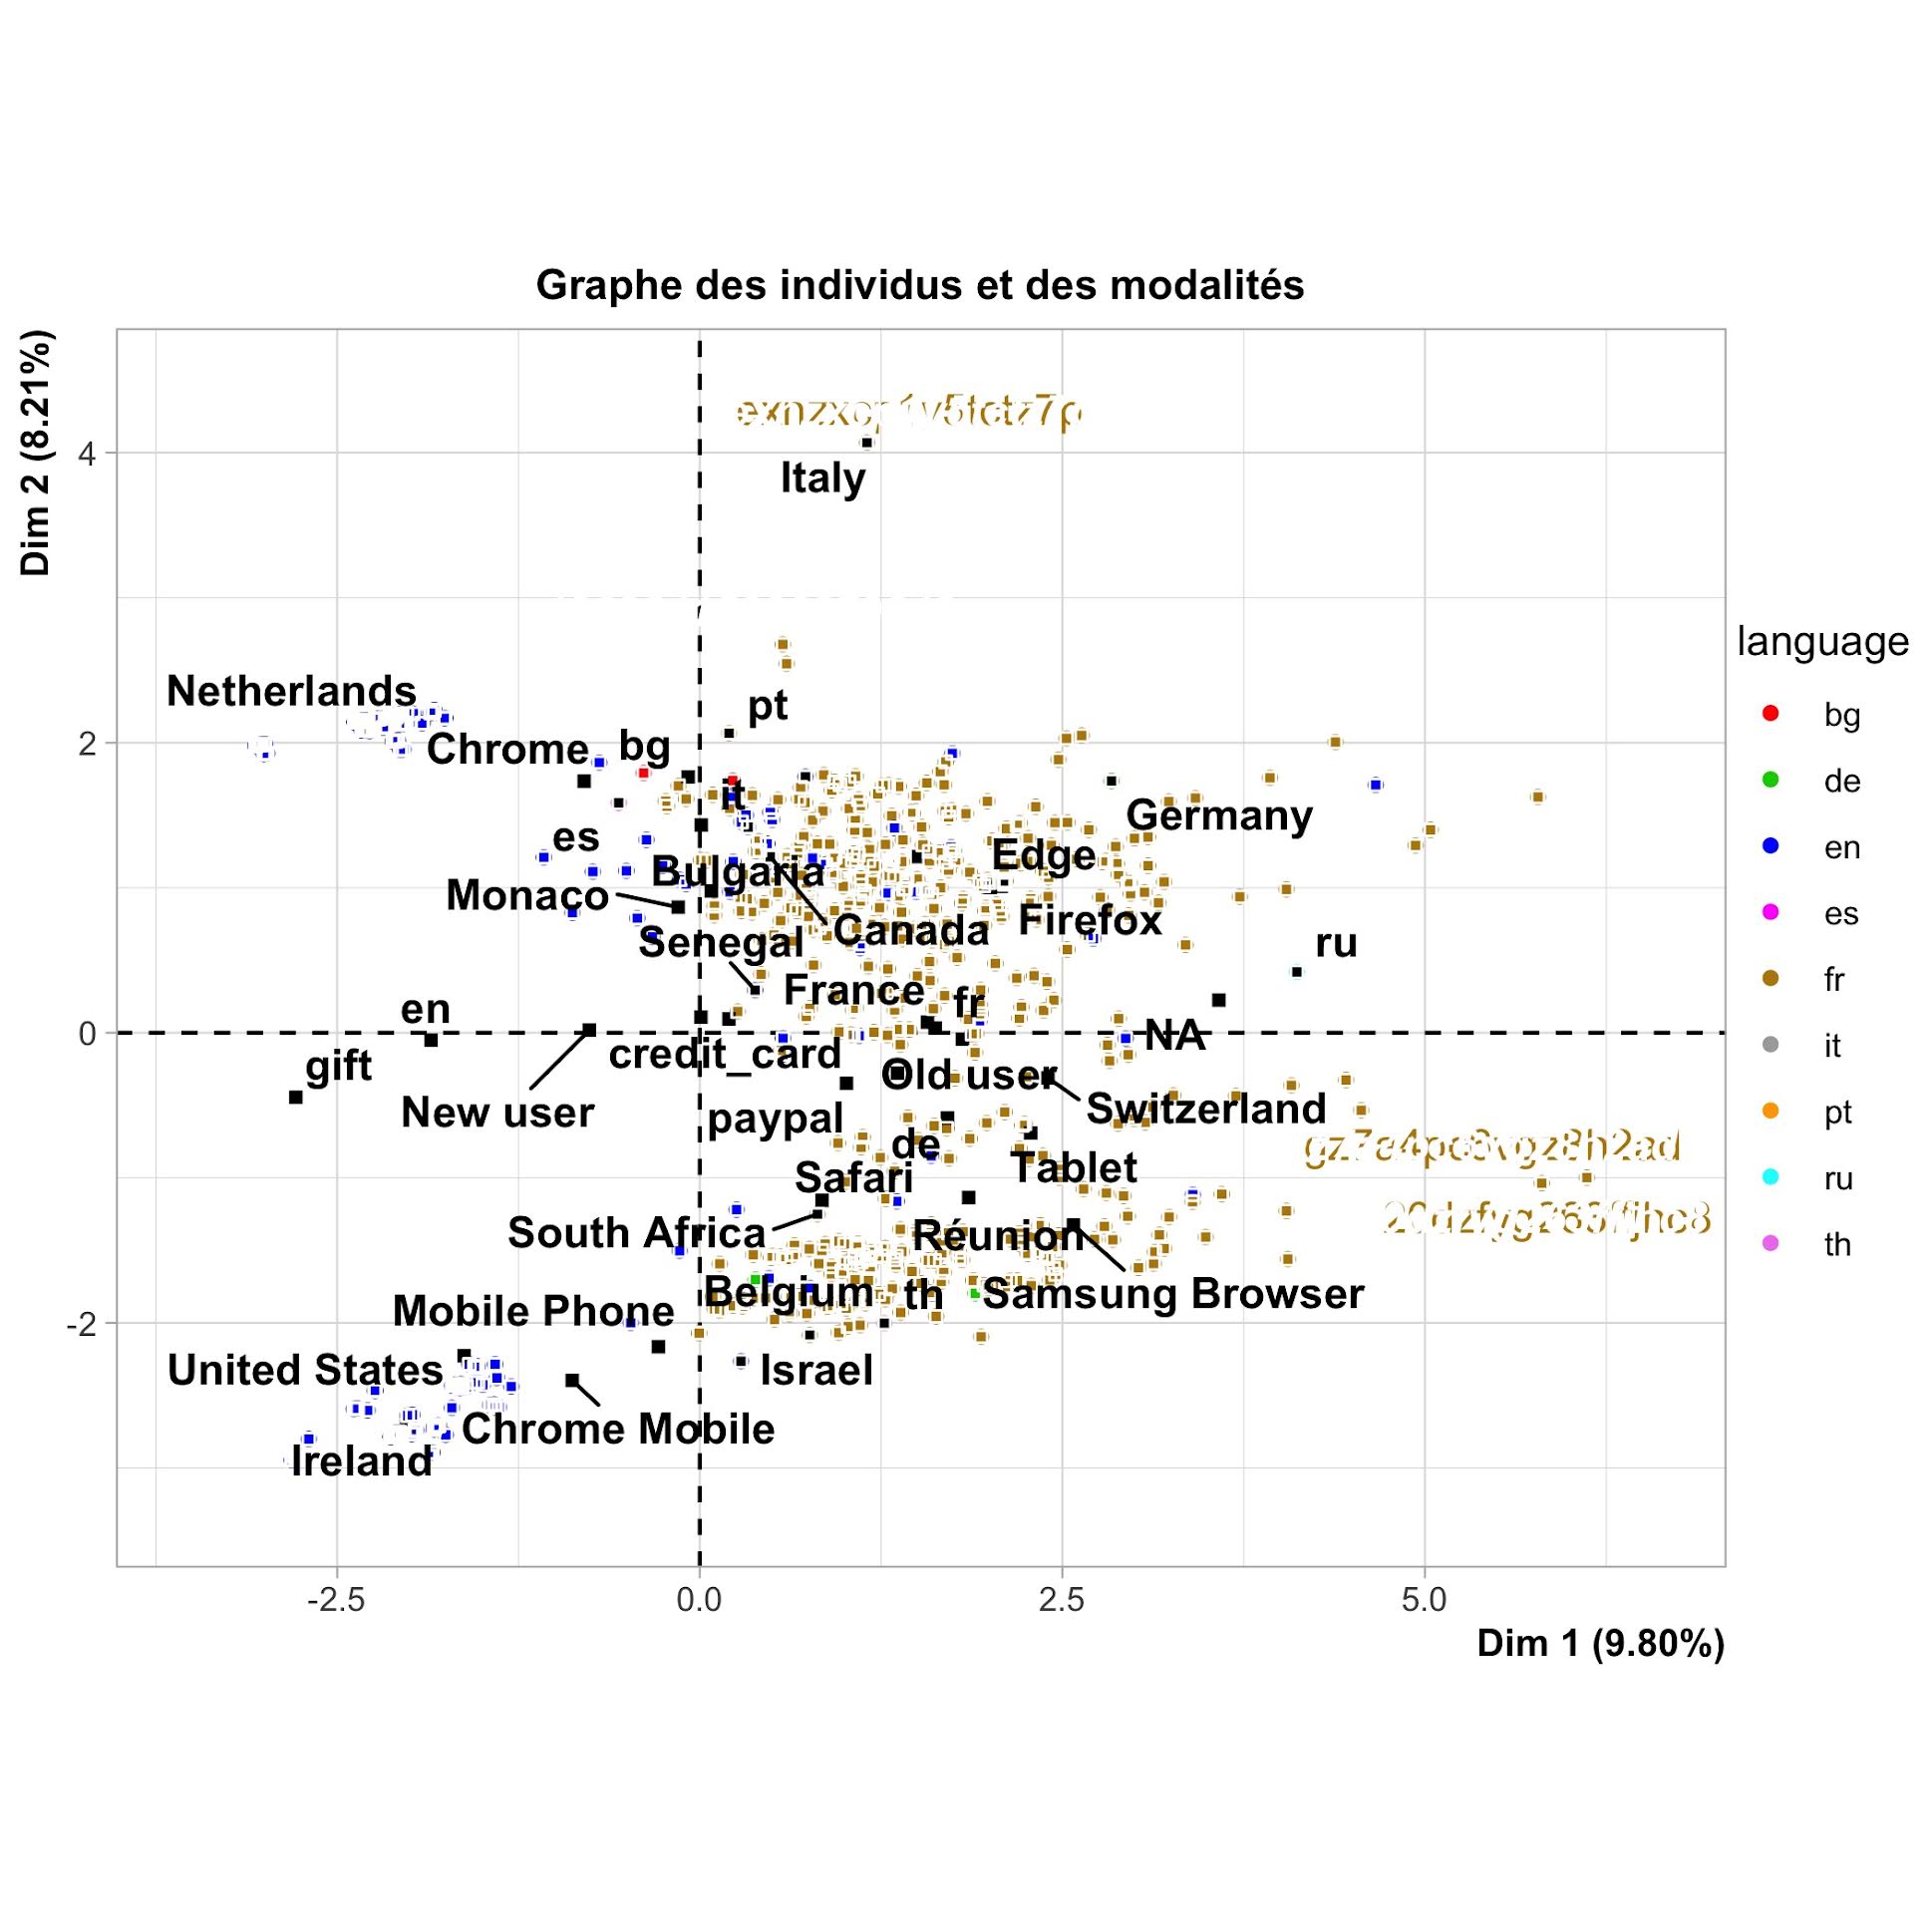 Graphe des individus et des modalités
Dim 2 (8.21%)
4
2
0
-2
Italy
Netherlands
pt
Chrome
bg
it
Germany
es
Edge
Bulgaria
Monaco
Canada
Firefox
Senegal
ru
France
fr
en
NA
credit_card
gift
Old user
New user
Switzerland
paypal
de
Tablet
Safari
South Africa
Réunion
Belgium
th
Samsung Browser
Mobile Phone
United States
Israel
Chrome Mobile
Ireland
-2.5
0.0
2.5
5.0
Dim 1 (9.80%)
language
bg
de
en
es
fr
it
pt
ru
th